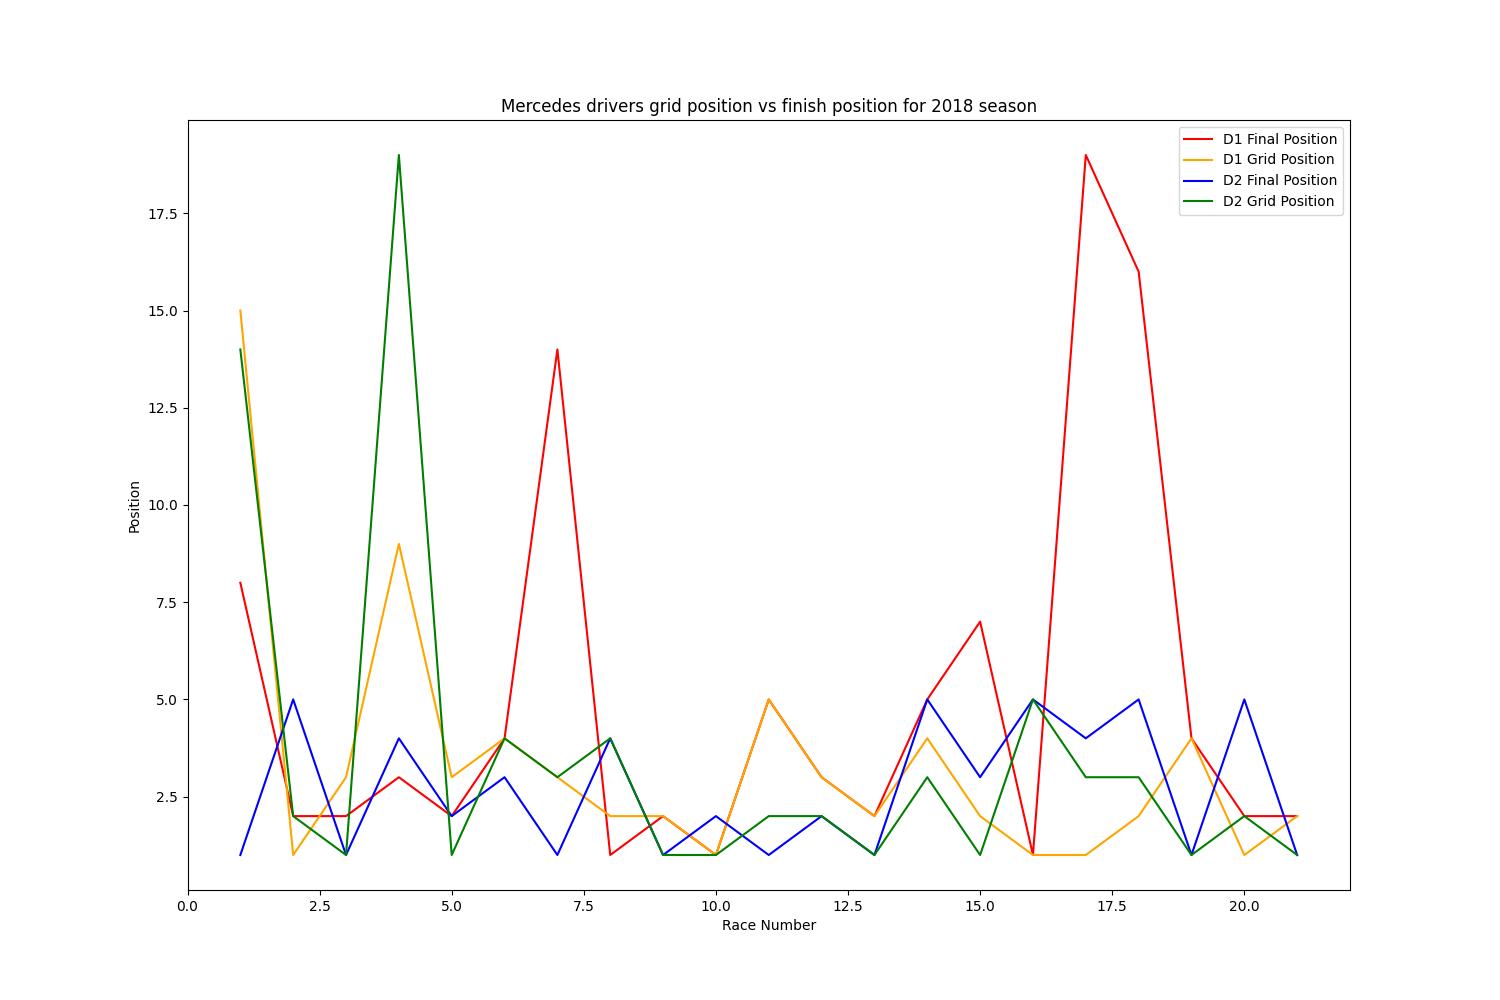 Mercedes drivers grid position vs finish position for 2018 season
D1 Final Position
D1 Grid Position
D2 Final Position
D2 Grid Position
17.5
15.0
12.5
10.0
7.5
5.0
2.5
Position
0.0 2.5 5.0 7.5 10.0 12.5 15.0 17.5 20.0
Race Number